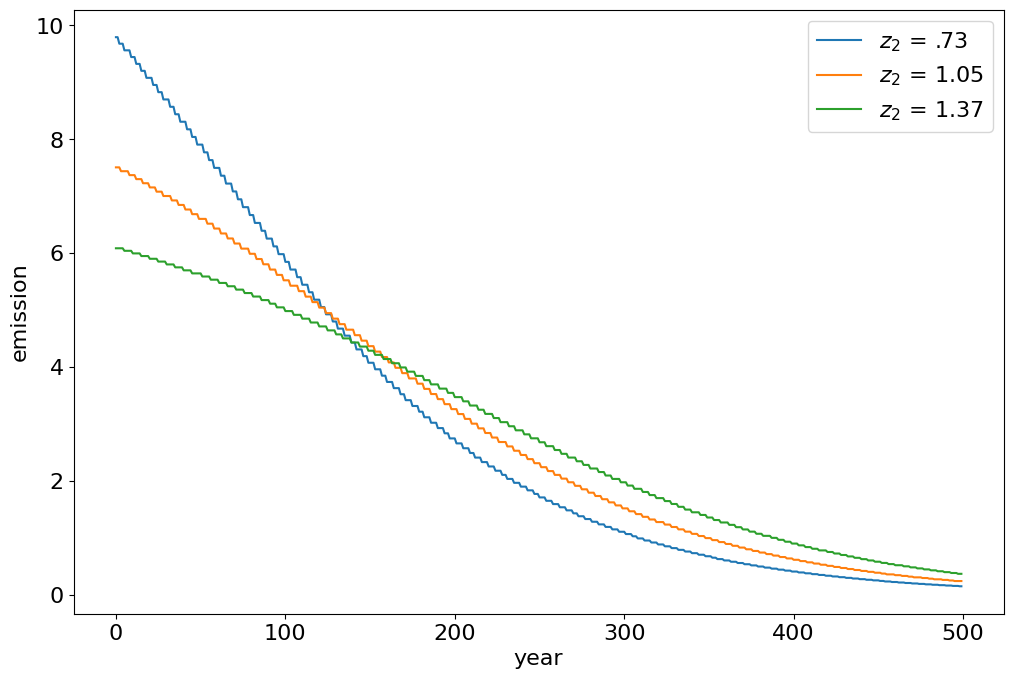 10
8
6
4
2
0
emission
0 100 200 300 400 500
year
z₂ = .73
z₂ = 1.05
z₂ = 1.37